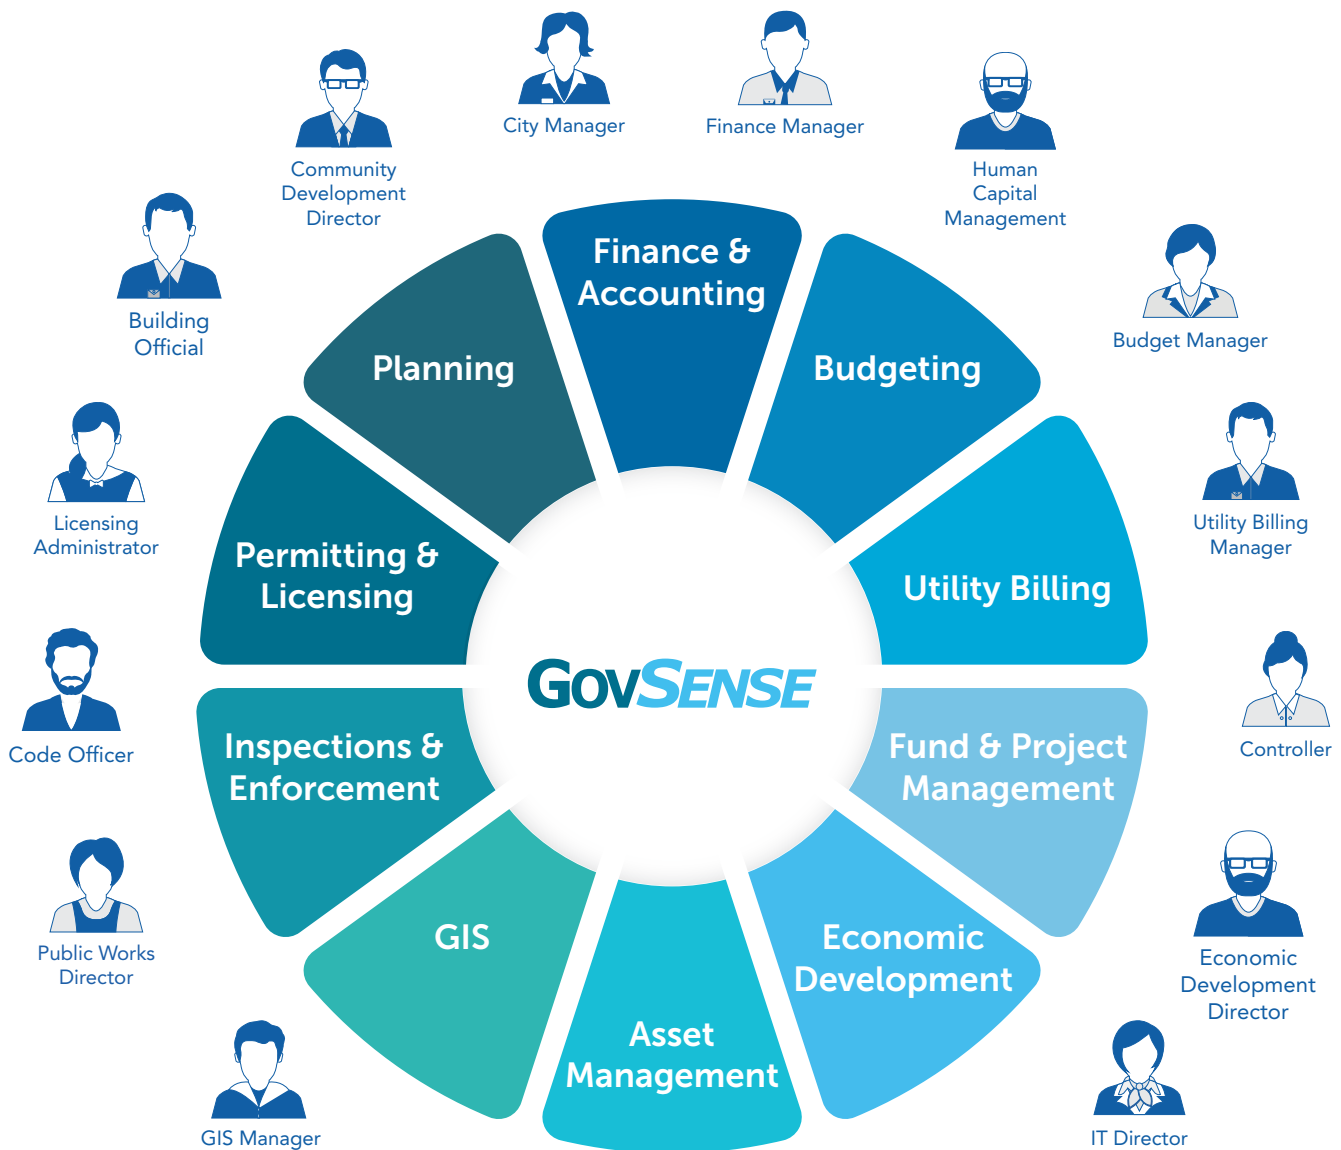 City Manager
Finance Manager
Community
Development
Director
Human
Capital
Management
Building
Official
Budget Manager
Licensing
Administrator
Utility Billing
Manager
Code Officer
Controller
Public Works
Director
Economic
Development
Director
GIS Manager
IT Director
Finance &
Accounting
Budgeting
Utility Billing
Fund & Project
Management
Economic
Development
Asset
Management
GIS
Inspections &
Enforcement
Permitting &
Licensing
Planning
GOVSENSE